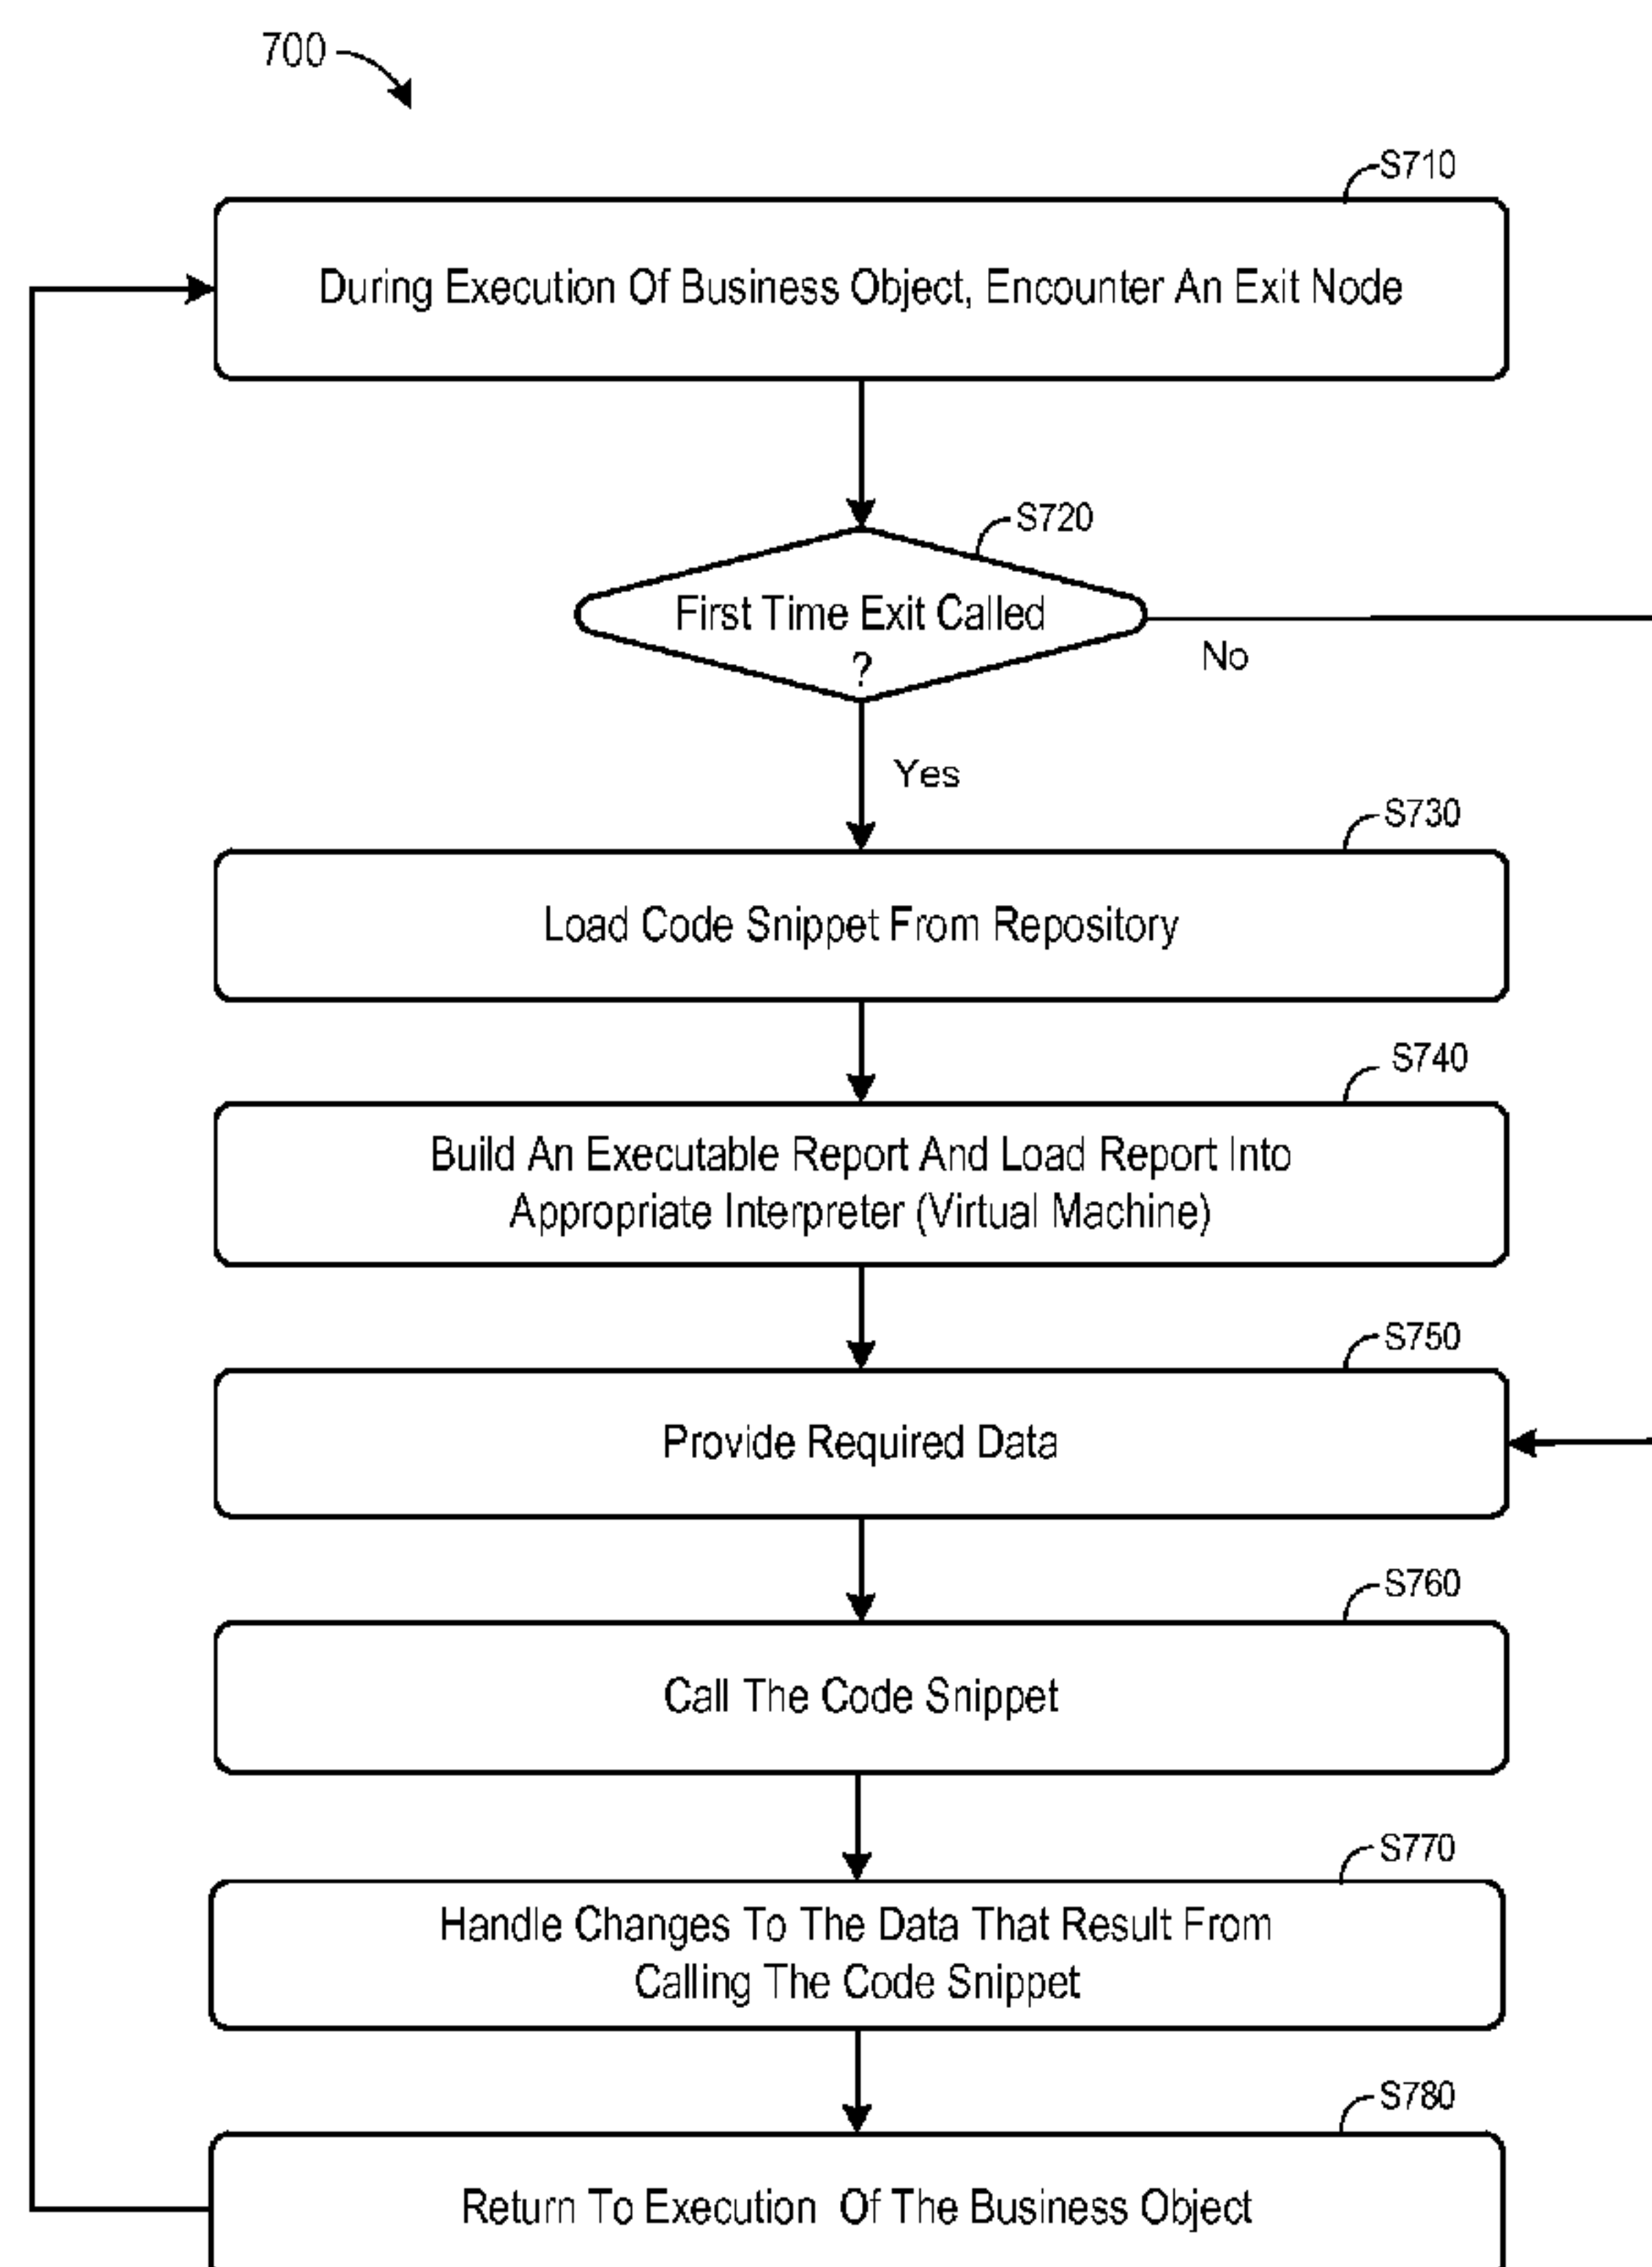 700
S710
During Execution Of Business Object, Encounter An Exit Node
S720
First Time Exit Called
?
No
Yes
S730
Load Code Snippet From Repository
S740
Build An Executable Report And Load Report Into
Appropriate Interpreter (Virtual Machine)
S750
Provide Required Data
S760
Call The Code Snippet
S770
Handle Changes To The Data That Result From
Calling The Code Snippet
S780
Return To Execution Of The Business Object